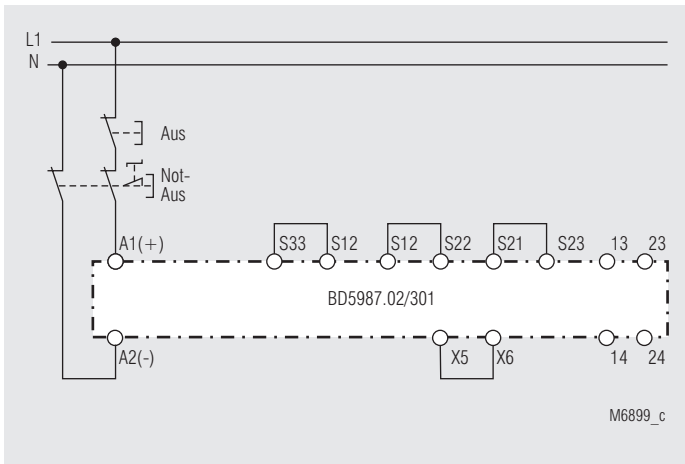 L1
N
Aus
Not-
Aus
A1(+)
S33
S12
S12
S22
S21
S23
13
23
BD5987.02/301
A2(-)
X5
X6
14
24
M6899_c